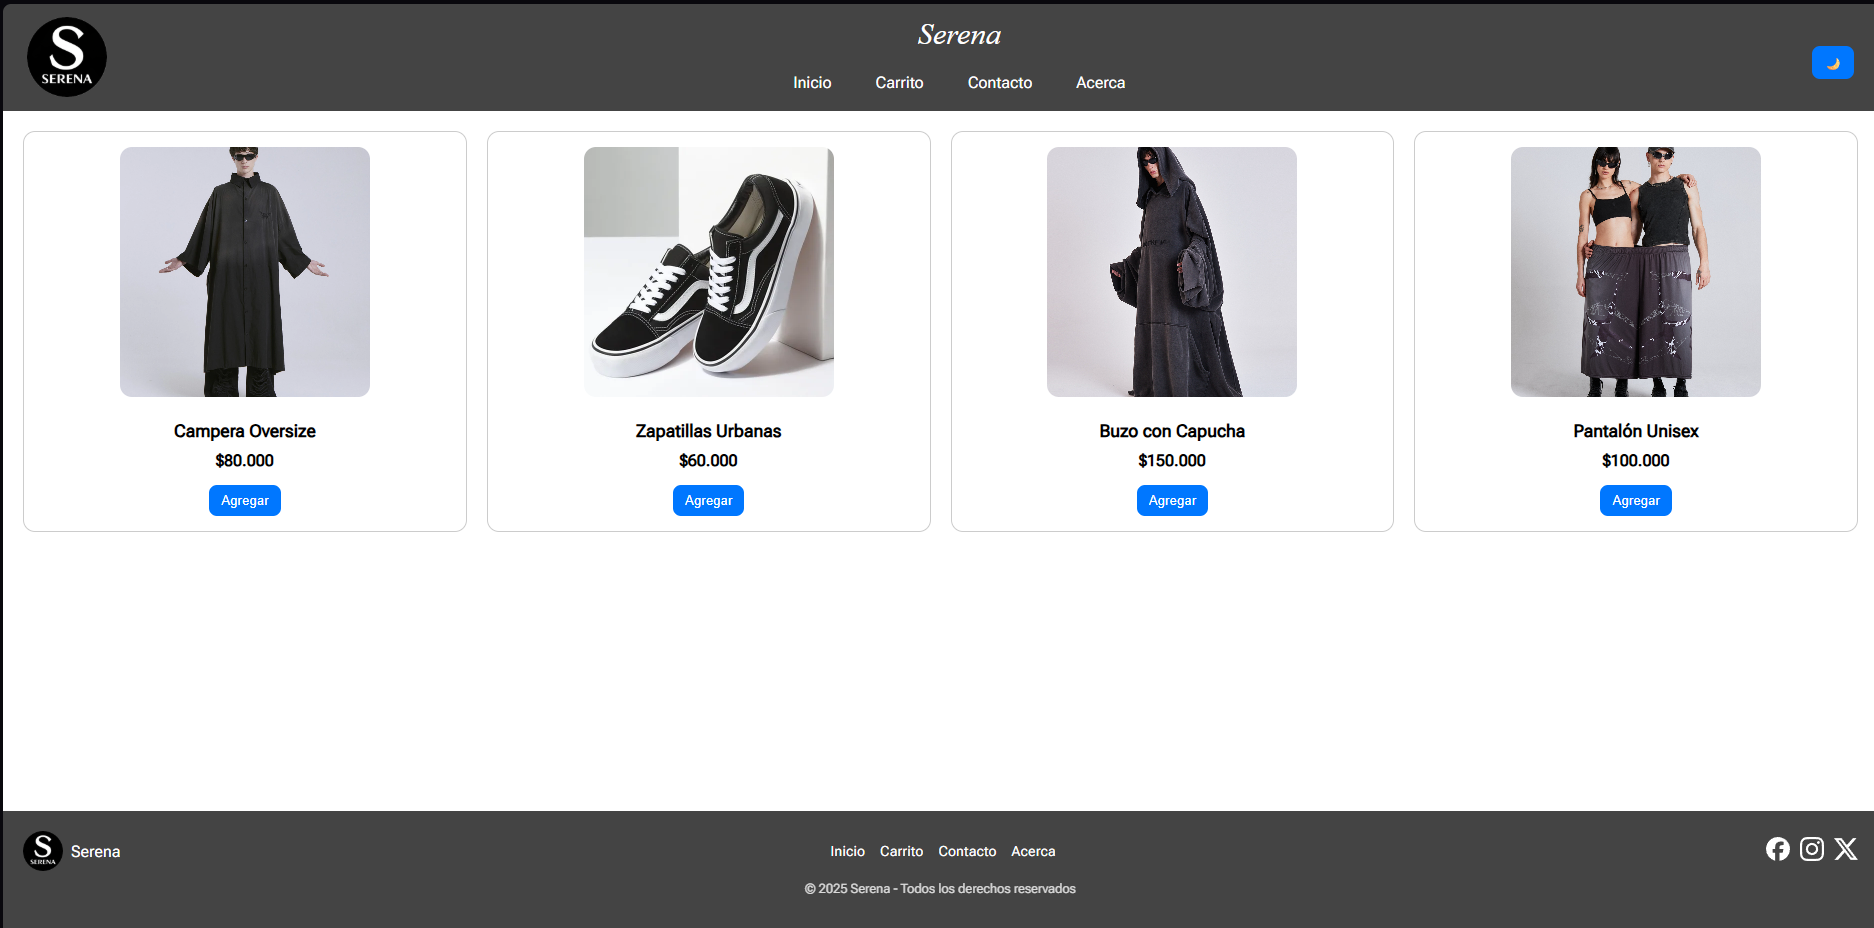 S
SERENA
Serena
Inicio Carrito Contacto Acerca
Campera Oversize
$80.000
Agregar
Zapatillas Urbanas
$60.000
Agregar
Buzo con Capucha
$150.000
Agregar
Pantalón Unisex
$100.000
Agregar
S
SERENA
Serena
Inicio Carrito Contacto Acerca
© 2025 Serena - Todos los derechos reservados